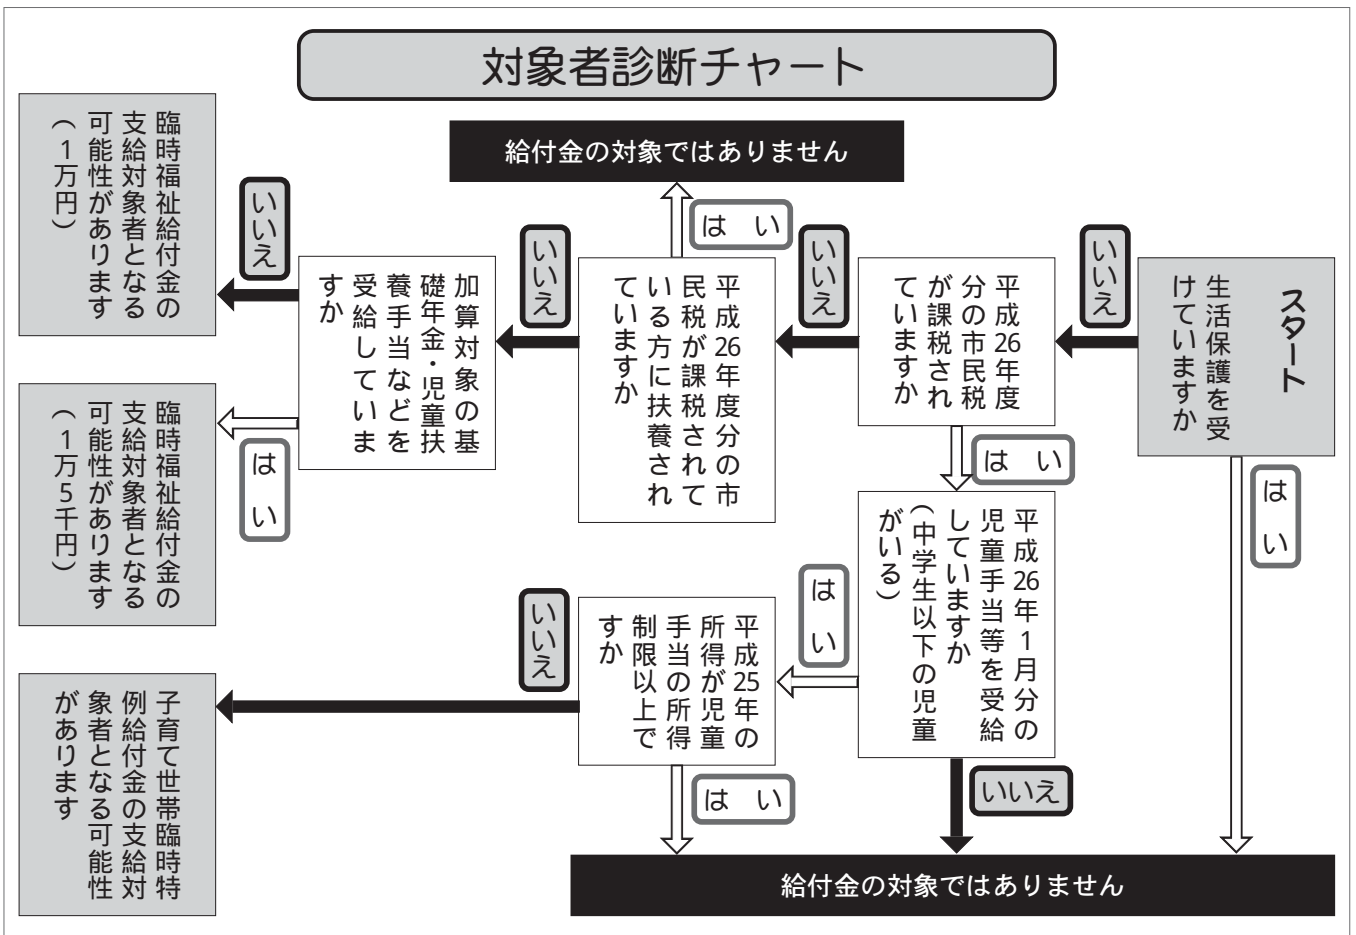 対象者診断チャート
スタート
生活保護を受
けていますか
いいえ
はい
平成26年度
分の市民税
が課税され
ていますか
いいえ
はい
平成26年度分の市
民税が課税されて
いる方に扶養され
ていますか
はい
給付金の対象ではありません
いいえ
加算対象の基
礎年金・児童扶
養手当などを
受給していま
すか
いいえ
臨時福祉給付金の
支給対象者となる
可能性があります
(1万円)
はい
臨時福祉給付金の
支給対象者となる
可能性があります
(1万5千円)
平成26年1月分の
児童手当等を受給
していますか
(中学生以下の児童
がいる)
はい
いいえ
平成25年の
所得が児童
手当の所得
制限以上で
すか
いいえ
はい
子育て世帯臨時特
例給付金の支給対
象者となる可能性
があります
給付金の対象ではありません